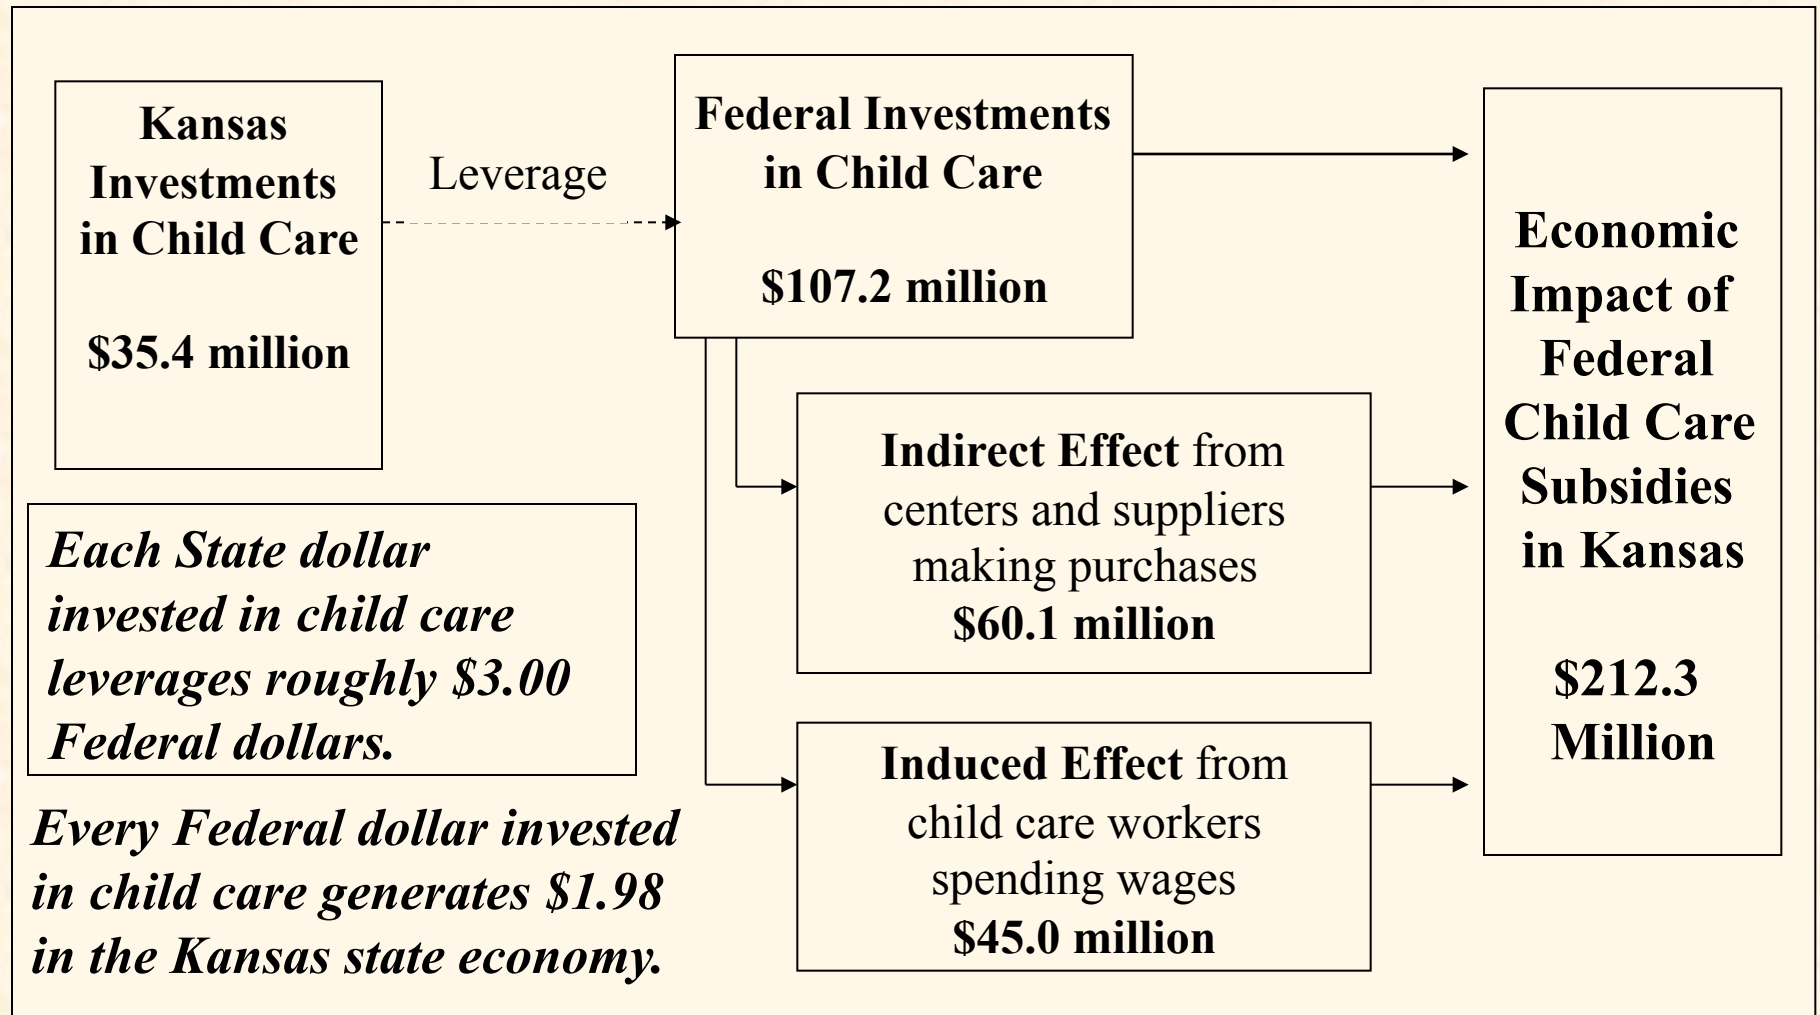 Kansas
Investments
in Child Care
$35.4 million
Leverage
Federal Investments
in Child Care
$107.2 million
Indirect Effect from
centers and suppliers
making purchases
$60.1 million
Induced Effect from
child care workers
spending wages
$45.0 million
Economic
Impact of
Federal
Child Care
Subsidies
in Kansas
$212.3
Million
Each State dollar
invested in child care
leverages roughly $3.00
Federal dollars.
Every Federal dollar invested
in child care generates $1.98
in the Kansas state economy.